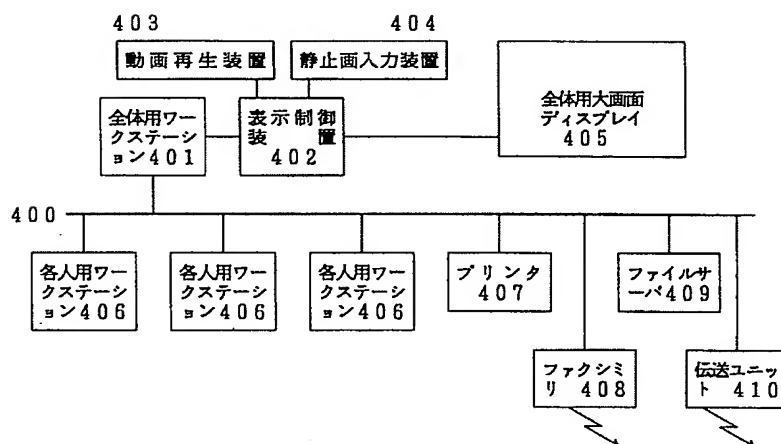 403
404
動画再生装置
静止画入力装置
全体用ワー
クステーシ
ョン401
表示制御
装置
402
全体用大画面
ディスプレイ
405
400
各人用ワー
クステーシ
ョン406
各人用ワー
クステーシ
ョン406
各人用ワー
クステーシ
ョン406
プリンタ
407
ファイルサ
ーバ409
ファクシミ
リ 408
伝送ユニッ
ト 410